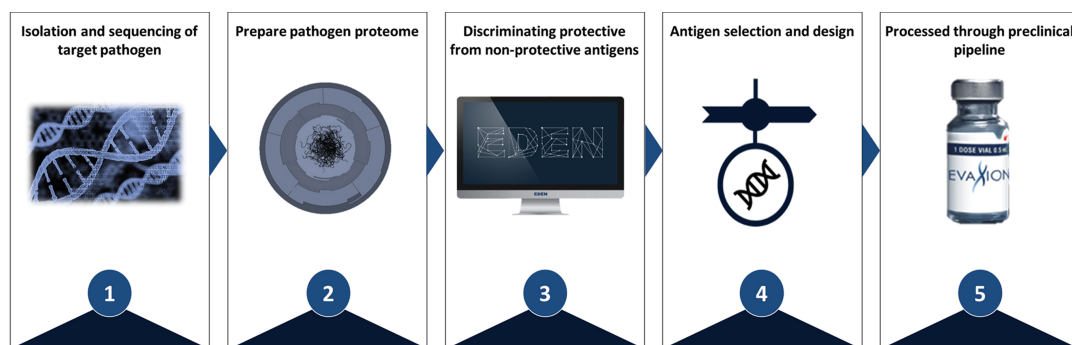 Isolation and sequencing of
target pathogen
Prepare pathogen proteome
Discriminating protective
from non-protective antigens
Antigen selection and design
Processed through preclinical
pipeline
EDEN
EDEN
1 DOSE VIAL 0.5 mL
EVAXION
1
2
3
4
5